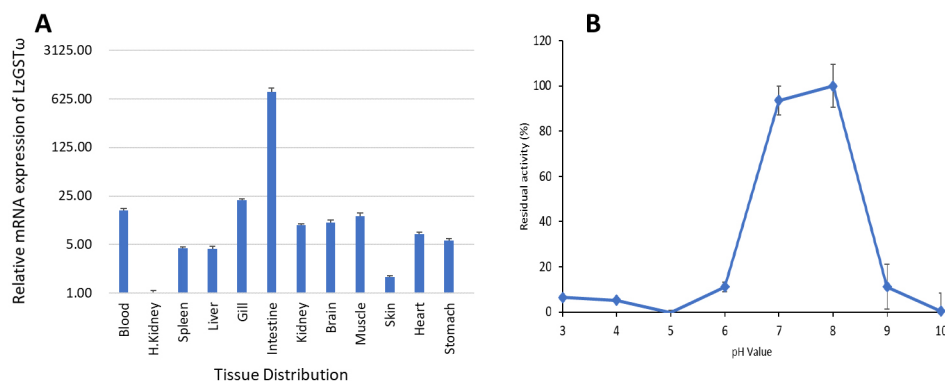 A
Relative mRNA expression of LzGSTω
3125.00
625.00
125.00
25.00
5.00
1.00
Blood
H.Kidney
Spleen
Liver
Gill
Intestine
Kidney
Brain
Muscle
Skin
Heart
Stomach
Tissue Distribution
B
Residual activity (%)
120
100
80
60
40
20
0
3
4
5
6
7
8
9
10
pH Value